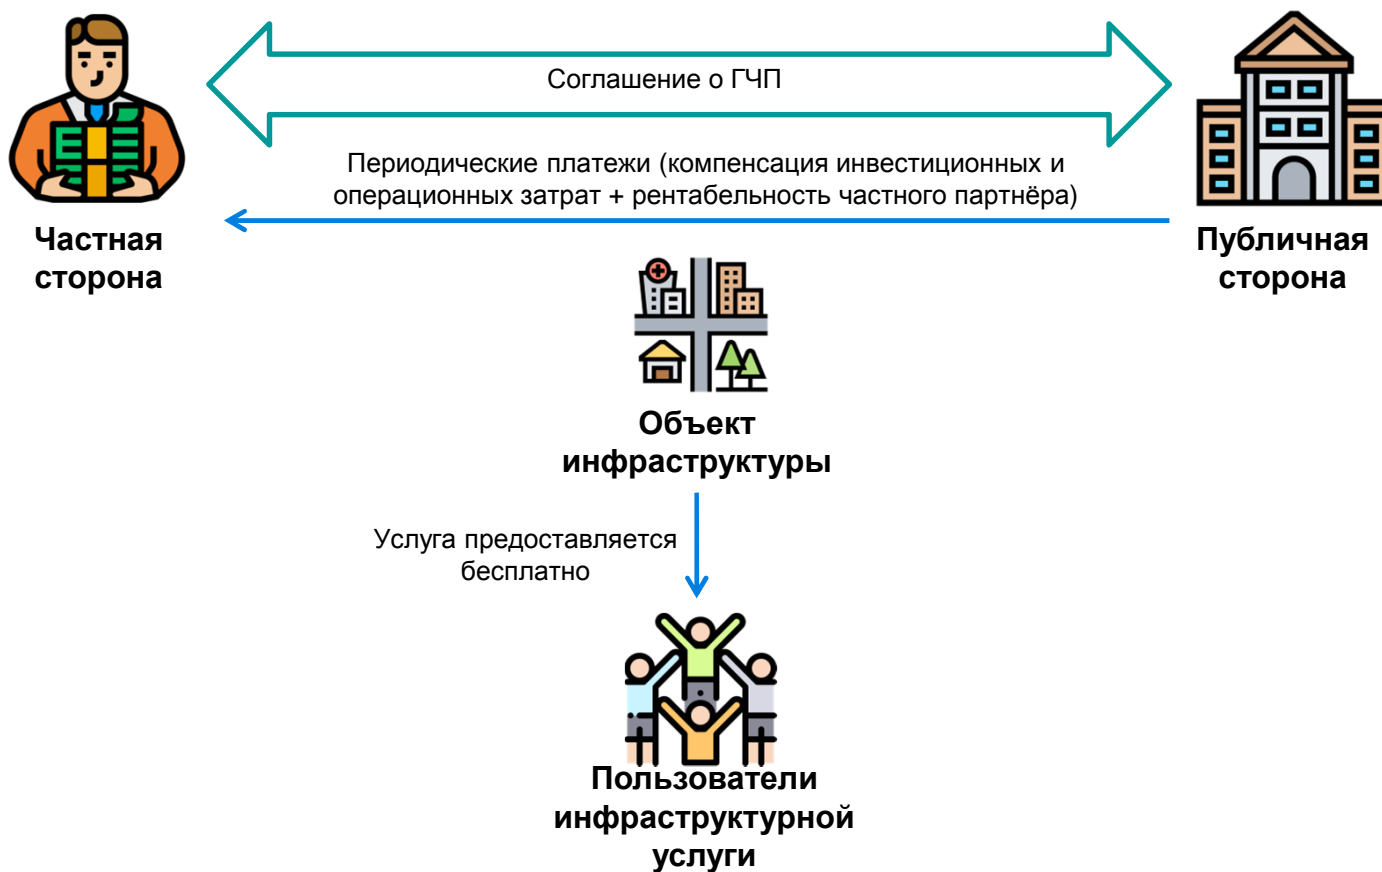 Соглашение о ГЧП
Периодические платежи (компенсация инвестиционных и
операционных затрат + рентабельность частного партнёра)
Частная
сторона
Публичная
сторона
Объект
инфраструктуры
Услуга предоставляется
бесплатно
Пользователи
инфраструктурной
услуги